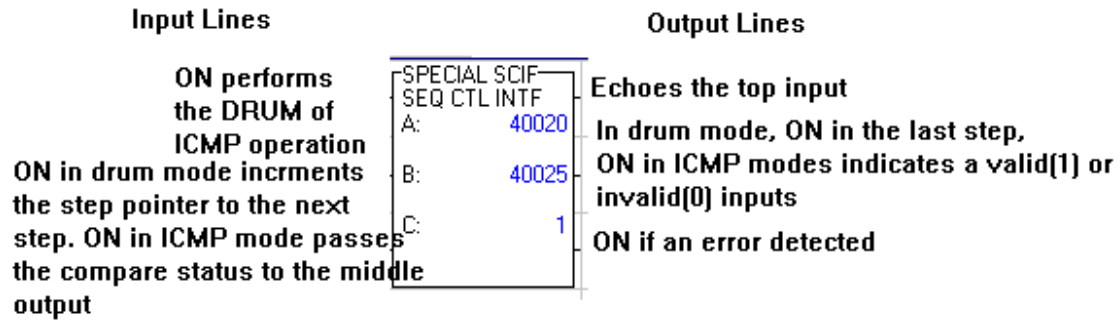 Input Lines
Output Lines
ON performs
the DRUM of
ICMP operation
ON in drum mode incrments
the step pointer to the next
step. ON in ICMP mode passes
the compare status to the middle
output
SPECIAL SCIF
SEQ CTL INTF
A: 40020
B: 40025
C: 1
Echoes the top input
In drum mode, ON in the last step,
ON in ICMP modes indicates a valid(1) or
invalid(0) inputs
ON if an error detected